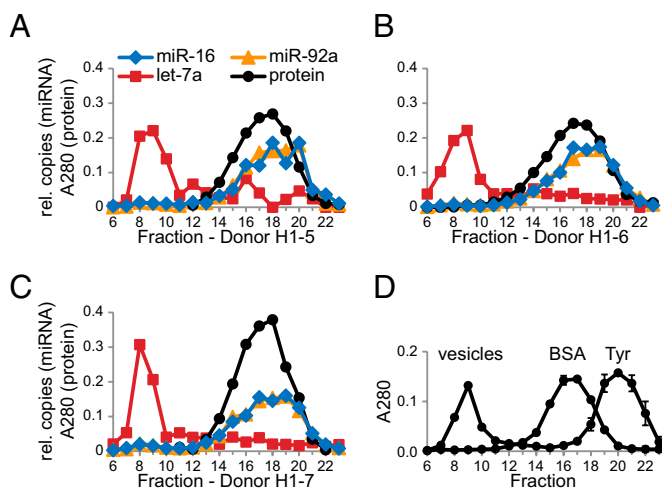 A
B
miR-16
miR-92a
let-7a
protein
rel. copies (miRNA)
A280 (protein)
0.4
0.3
0.2
0.1
0
6 8 10 12 14 16 18 20 22
Fraction - Donor H1-5
0.4
0.3
0.2
0.1
0
6 8 10 12 14 16 18 20 22
Fraction - Donor H1-6
C
D
rel. copies (miRNA)
A280 (protein)
0.4
0.3
0.2
0.1
0
6 8 10 12 14 16 18 20 22
Fraction - Donor H1-7
vesicles BSA Tyr
A280
0.2
0.1
0.0
6 8 10 12 14 16 18 20 22
Fraction